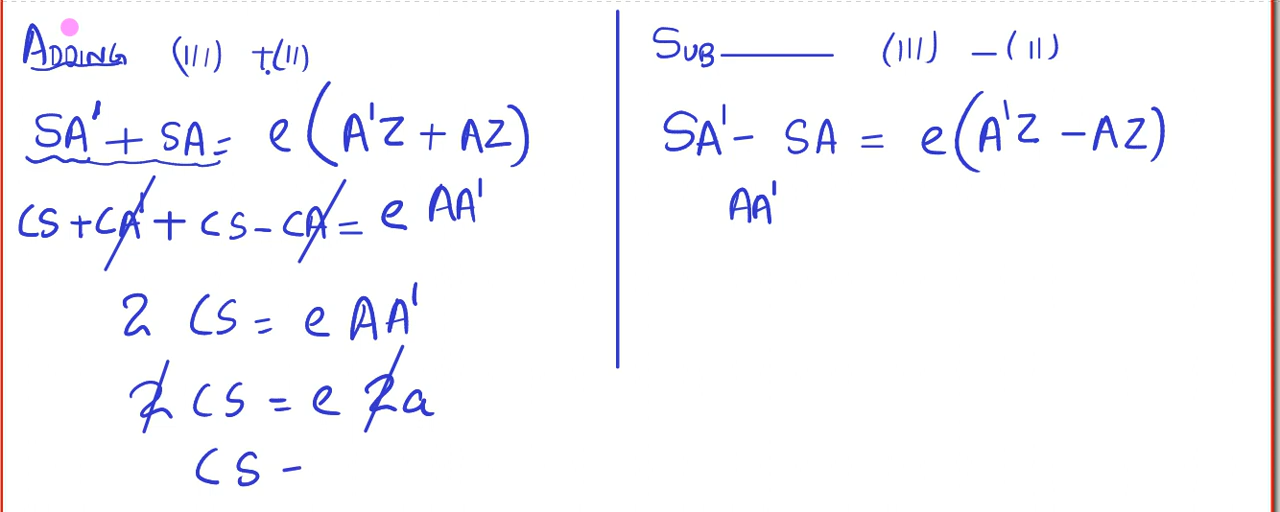 ADDING (III) +(II)
SA' + SA = e(A'Z + AZ)
CS + CA' + CS - CA = e AA'
2 CS = e AA'
2 CS = e 2a
CS =
SUB (III) - (II)
SA' - SA = e(A'Z - AZ)
AA'